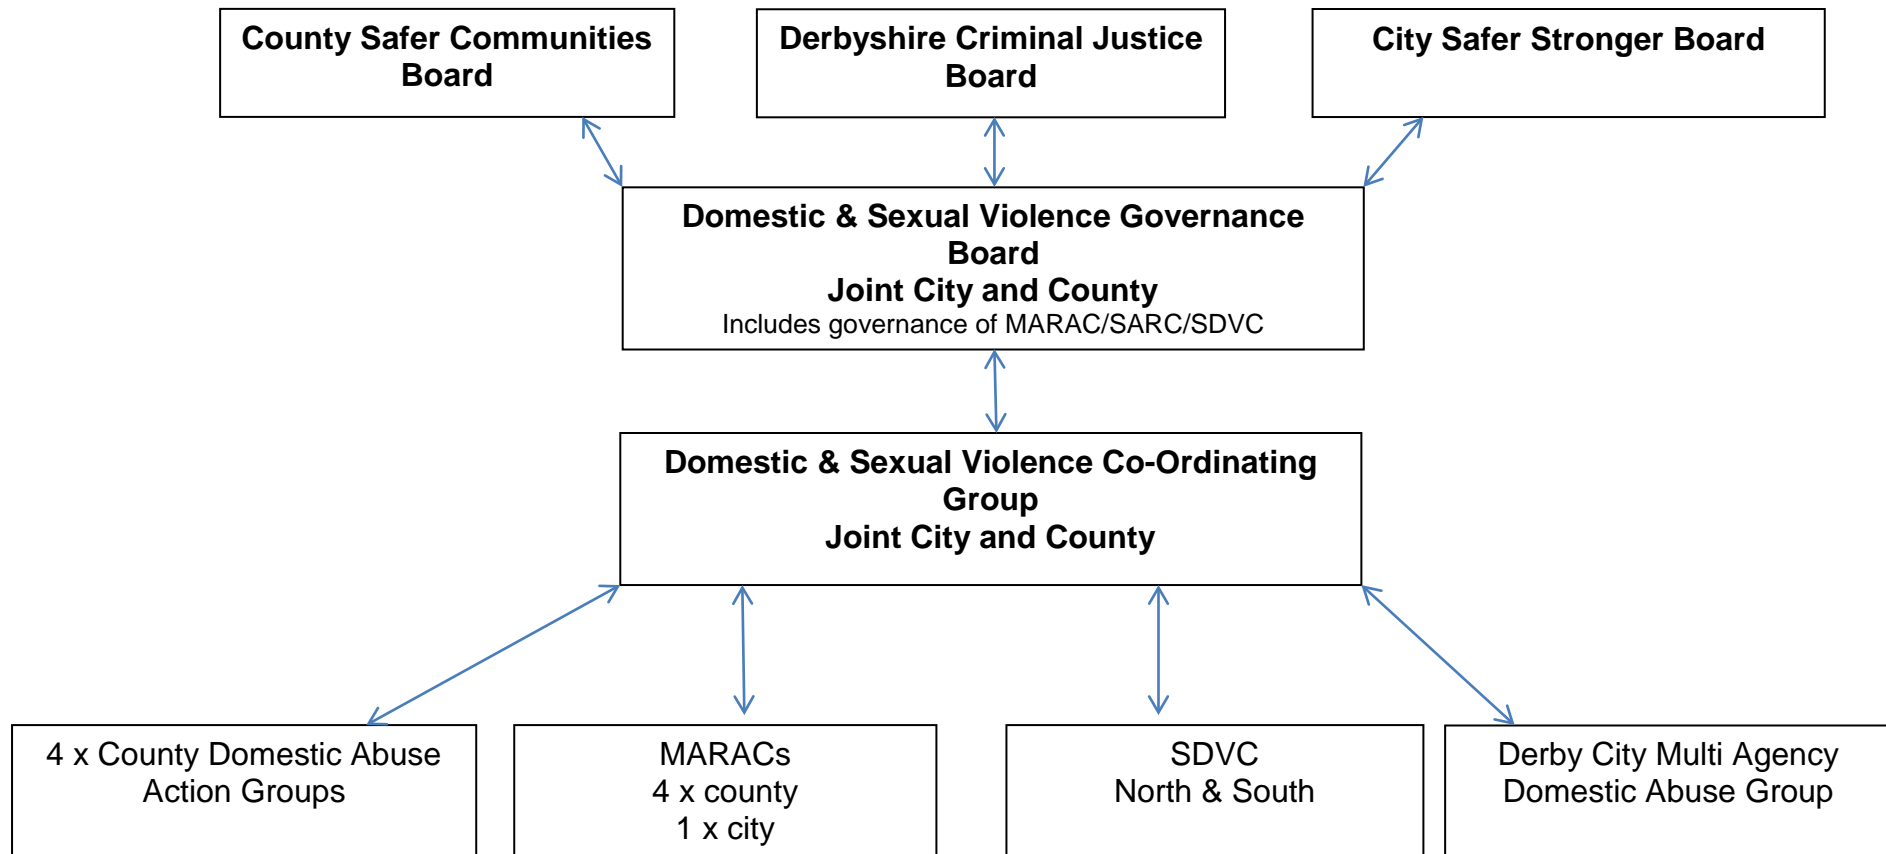 County Safer Communities
Board
Derbyshire Criminal Justice
Board
City Safer Stronger Board
Domestic & Sexual Violence Governance
Board
Joint City and County
Includes governance of MARAC/SARC/SDVC
Domestic & Sexual Violence Co-Ordinating
Group
Joint City and County
4 x County Domestic Abuse
Action Groups
MARACs
4 x county
1 x city
SDVC
North & South
Derby City Multi Agency
Domestic Abuse Group